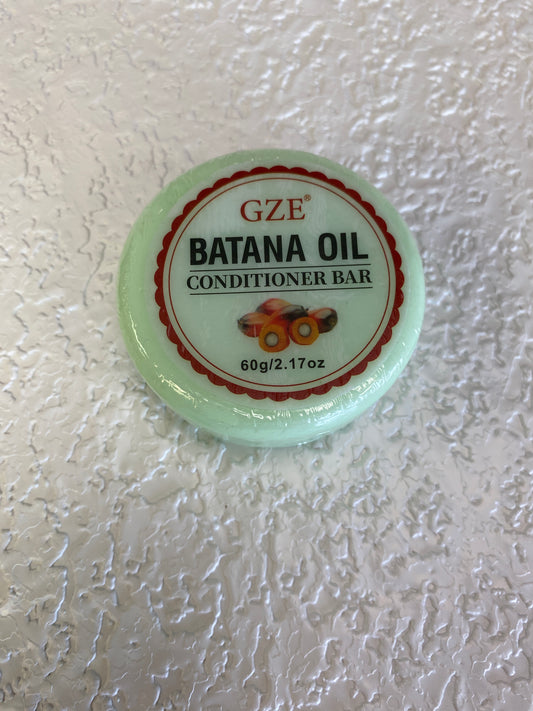 GZE®
BATANA OIL
CONDITIONER BAR
60g/2.17oz